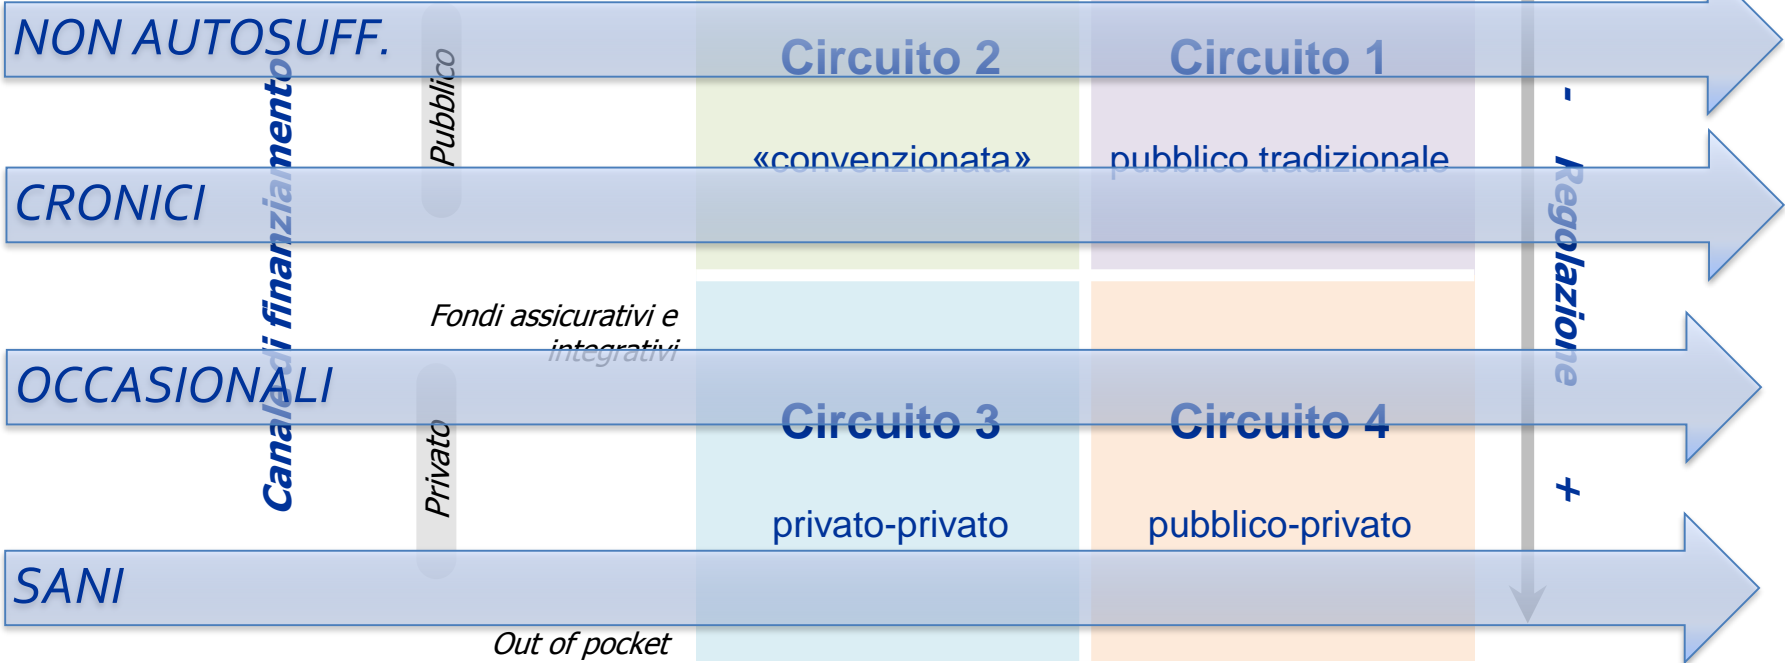 NON AUTOSUFF.
Circuito 2
Circuito 1
Pubblico
-
«convenzionata»
pubblico tradizionale
CRONICI
Canale di finanziamento
Regolazione
Fondi assicurativi e
integrativi
OCCASIONALI
Circuito 3
Circuito 4
Privato
+
privato-privato
pubblico-privato
SANI
Out of pocket